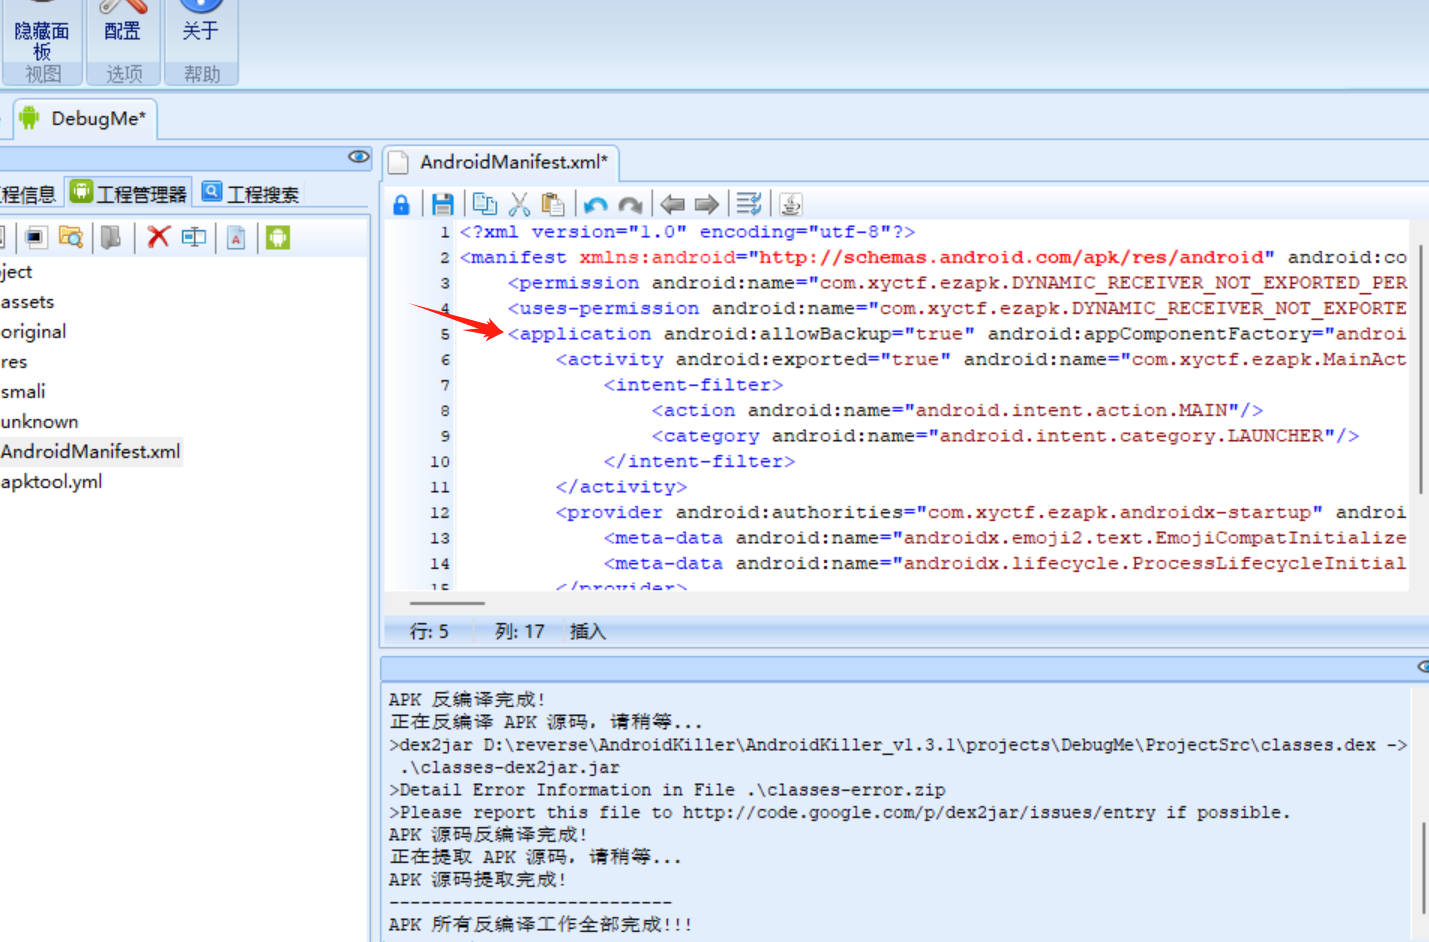 隐藏面
板
视图
配置
选项
关于
帮助
DebugMe*
程信息
工程管理器
工程搜索
ject
assets
original
res
smali
unknown
AndroidManifest.xml
apktool.yml
AndroidManifest.xml*
1 <?xml version="1.0" encoding="utf-8"?>
2 <manifest xmlns:android="http://schemas.android.com/apk/res/android" android:co
3 <permission android:name="com.xyctf.ezapk.DYNAMIC_RECEIVER_NOT_EXPORTED_PER
4 <uses-permission android:name="com.xyctf.ezapk.DYNAMIC_RECEIVER_NOT_EXPORTE
5 <application android:allowBackup="true" android:appComponentFactory="androi
6 <activity android:exported="true" android:name="com.xyctf.ezapk.MainAct
7 <intent-filter>
8 <action android:name="android.intent.action.MAIN"/>
9 <category android:name="android.intent.category.LAUNCHER"/>
10 </intent-filter>
11 </activity>
12 <provider android:authorities="com.xyctf.ezapk.androidx-startup" androi
13 <meta-data android:name="androidx.emoji2.text.EmojiCompatInitialize
14 <meta-data android:name="androidx.lifecycle.ProcessLifecycleInitial
15 </provider>
行: 5 列: 17 插入
APK 反编译完成!
正在反编译 APK 源码，请稍等...
>dex2jar D:\reverse\AndroidKiller\AndroidKiller_v1.3.1\projects\DebugMe\ProjectSrc\classes.dex ->
.\classes-dex2jar.jar
>Detail Error Information in File .\classes-error.zip
>Please report this file to http://code.google.com/p/dex2jar/issues/entry if possible.
APK 源码反编译完成!
正在提取 APK 源码，请稍等...
APK 源码提取完成!
---------------------------
APK 所有反编译工作全部完成!!!